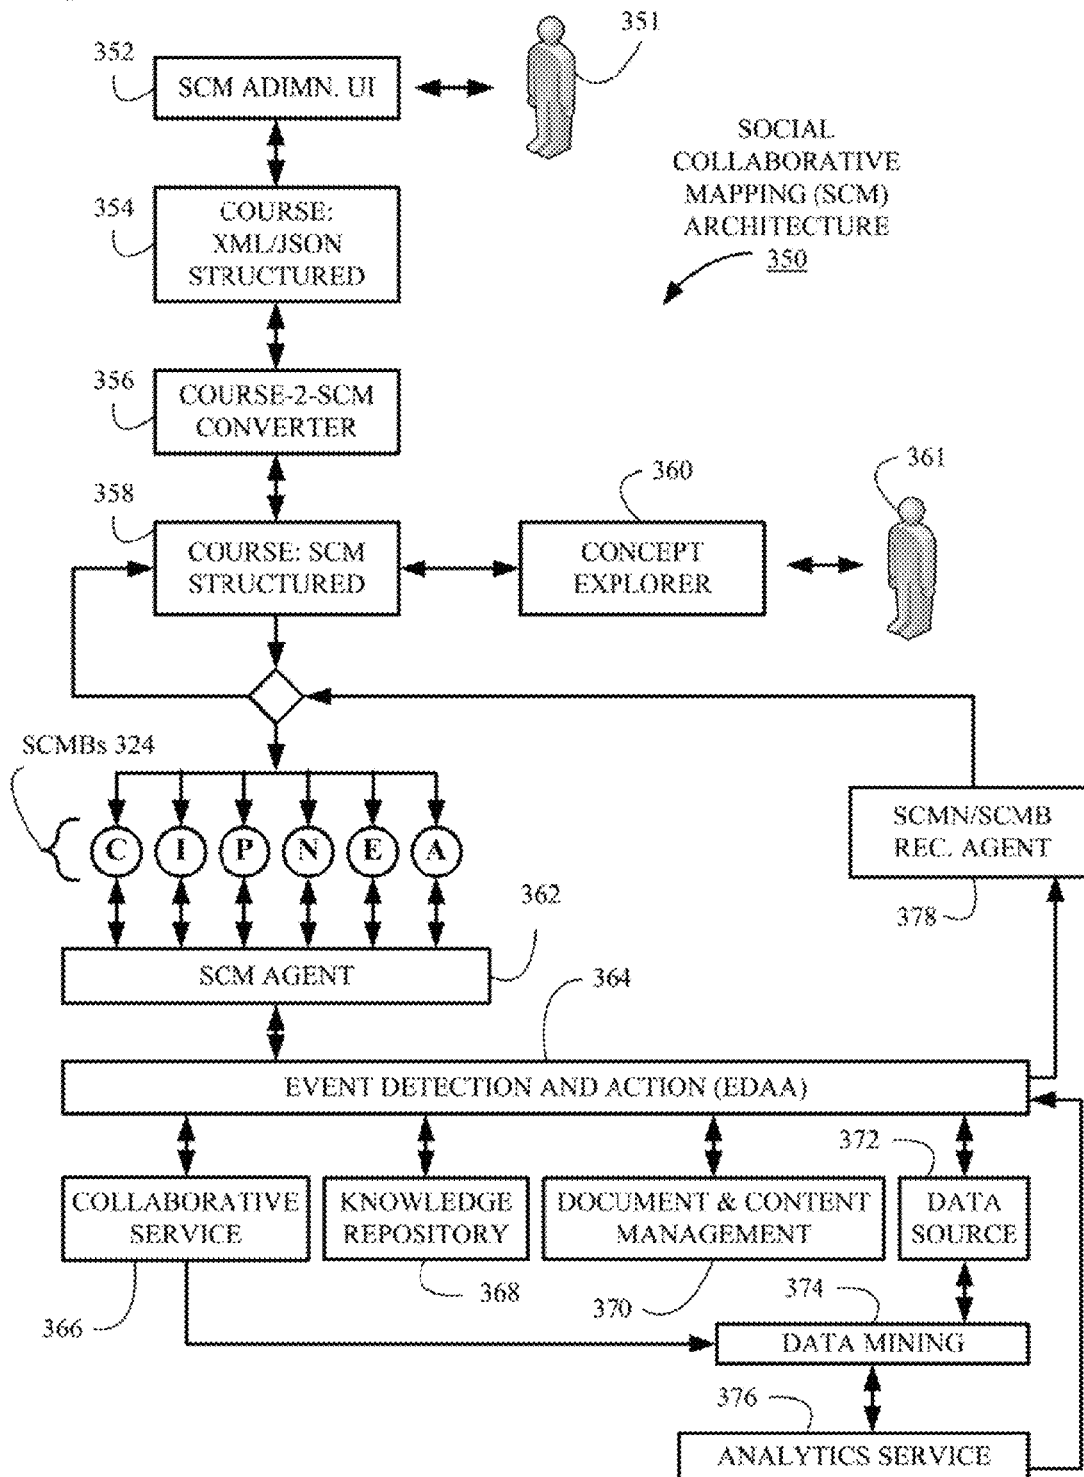 351
352
SCM ADIMN. UI
SOCIAL
COLLABORATIVE
MAPPING (SCM)
ARCHITECTURE
350
354
COURSE:
XML/JSON
STRUCTURED
356
COURSE-2-SCM
CONVERTER
358
COURSE: SCM
STRUCTURED
360
CONCEPT
EXPLORER
361
SCMBs 324
C I P N E A
SCMN/SCMB
REC. AGENT
378
362
SCM AGENT
364
EVENT DETECTION AND ACTION (EDAA)
372
COLLABORATIVE
SERVICE
KNOWLEDGE
REPOSITORY
DOCUMENT & CONTENT
MANAGEMENT
DATA
SOURCE
366
368
370
374
DATA MINING
376
ANALYTICS SERVICE